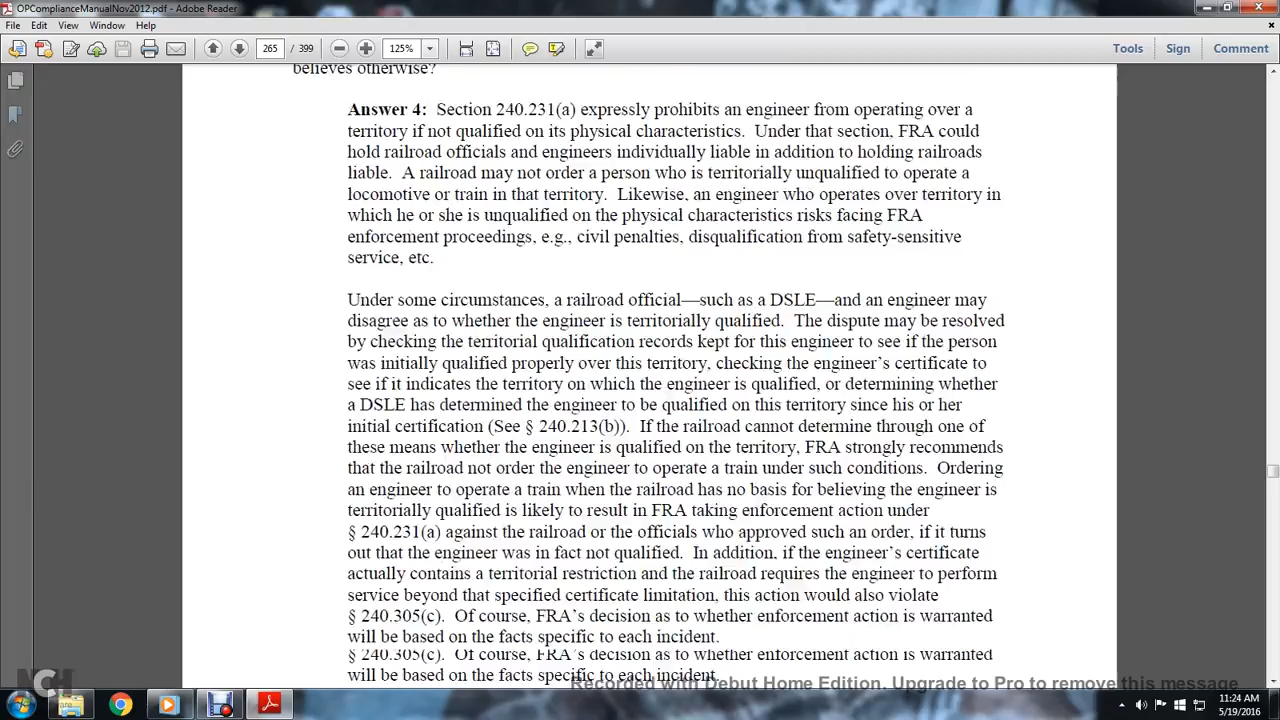 OPComplianceManualNov2012.pdf - Adobe Reader
File Edit View Window Help
265 / 399 125% Tools Sign Comment
believes otherwise?
Answer 4: Section 240.231(a) expressly prohibits an engineer from operating over a
territory if not qualified on its physical characteristics. Under that section, FRA could
hold railroad officials and engineers individually liable in addition to holding railroads
liable. A railroad may not order a person who is territorially unqualified to operate a
locomotive or train in that territory. Likewise, an engineer who operates over territory in
which he or she is unqualified on the physical characteristics risks facing FRA
enforcement proceedings, e.g., civil penalties, disqualification from safety-sensitive
service, etc.
Under some circumstances, a railroad official—such as a DSLE—and an engineer may
disagree as to whether the engineer is territorially qualified. The dispute may be resolved
by checking the territorial qualification records kept for this engineer to see if the person
was initially qualified properly over this territory, checking the engineer’s certificate to
see if it indicates the territory on which the engineer is qualified, or determining whether
a DSLE has determined the engineer to be qualified on this territory since his or her
initial certification (See § 240.213(b)). If the railroad cannot determine through one of
these means whether the engineer is qualified on the territory, FRA strongly recommends
that the railroad not order the engineer to operate a train under such conditions. Ordering
an engineer to operate a train when the railroad has no basis for believing the engineer is
territorially qualified is likely to result in FRA taking enforcement action under
§ 240.231(a) against the railroad or the officials who approved such an order, if it turns
out that the engineer was in fact not qualified. In addition, if the engineer’s certificate
actually contains a territorial restriction and the railroad requires the engineer to perform
service beyond that specified certificate limitation, this action would also violate
§ 240.305(c). Of course, FRA’s decision as to whether enforcement action is warranted
will be based on the facts specific to each incident.
§ 240.305(c). Of course, FRA’s decision as to whether enforcement action is warranted
will be based on the facts specific to each incident.
Recorded with Debut Home Edition. Upgrade to Pro to remove this message
NCH
11:24 AM
5/19/2016